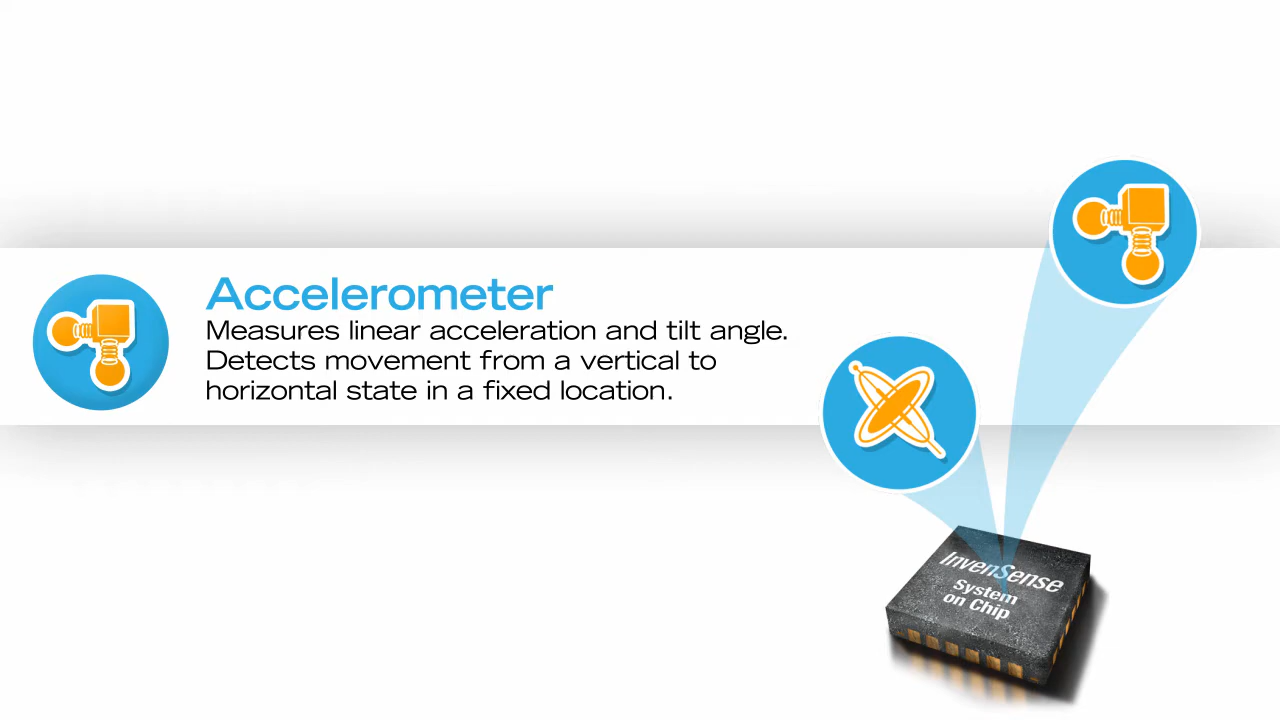 Accelerometer
Measures linear acceleration and tilt angle.
Detects movement from a vertical to
horizontal state in a fixed location.
InvenSense
System
on Chip